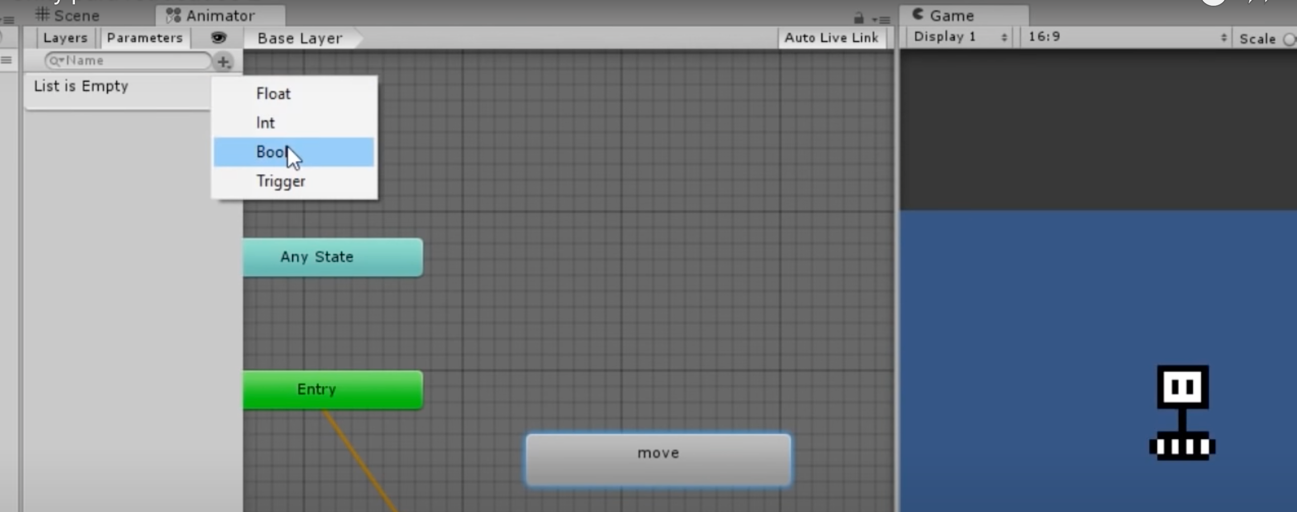 Scene
Animator
Game
Layers
Parameters
Base Layer
Auto Live Link
Display 1
16:9
Scale
Name
List is Empty
Float
Int
Bool
Trigger
Any State
Entry
move